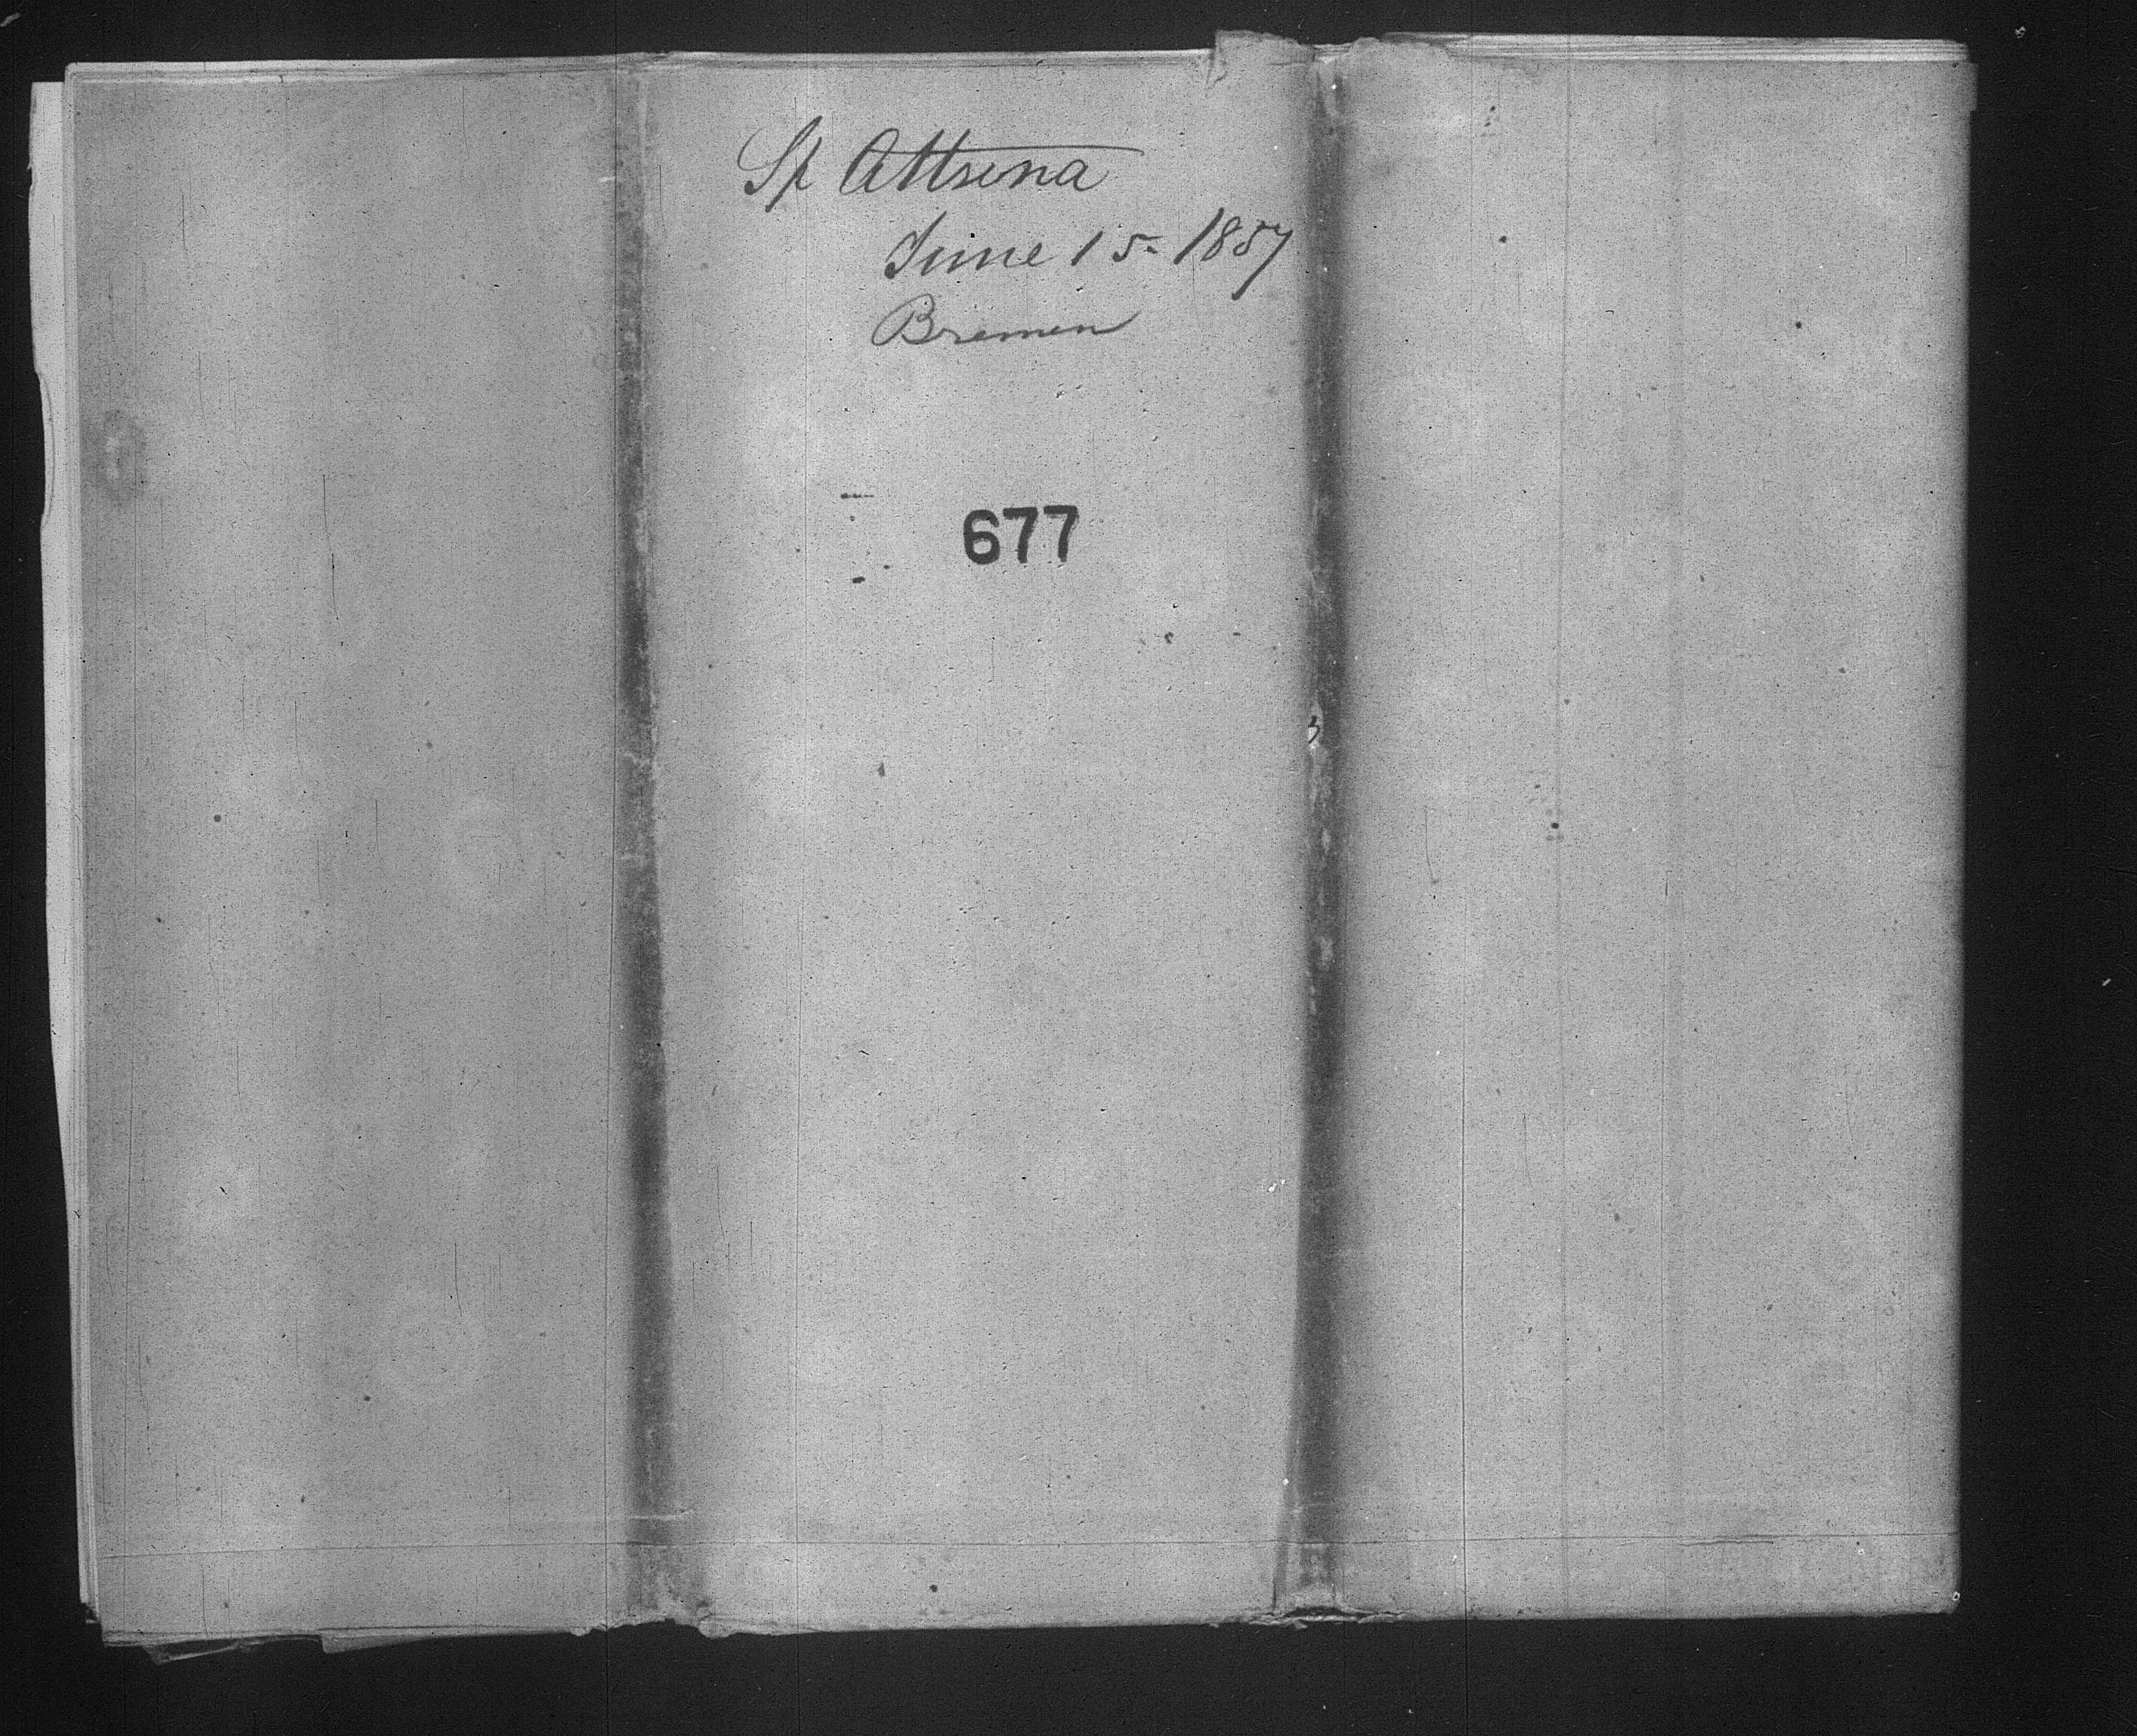 Sp Attsena
June 15- 1857
Bremen
677